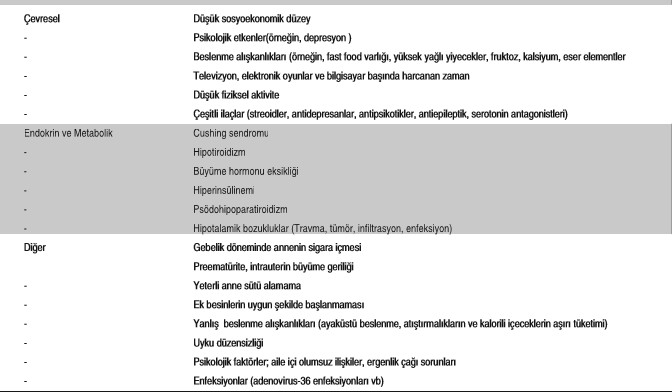 Çevresel Düşük sosyoekonomik düzey
- Psikolojik etkenler(örneğin, depresyon )
- Beslenme alışkanlıkları (örneğin, fast food varlığı, yüksek yağlı yiyecekler, fruktoz, kalsiyum, eser elementler
- Televizyon, elektronik oyunlar ve bilgisayar başında harcanan zaman
- Düşük fiziksel aktivite
- Çeşitli ilaçlar (streoidler, antidepresanlar, antipsikotikler, antiepileptik, serotonin antagonistleri)
Endokrin ve Metabolik Cushing sendromu
- Hipotiroidizm
- Büyüme hormonu eksikliği
- Hiperinsülinemi
- Psödohipoparatiroidizm
- Hipotalamik bozukluklar (Travma, tümör, infiltrasyon, enfeksiyon)
Diğer Gebelik döneminde annenin sigara içmesi
Preematürite, intrauterin büyüme geriliği
- Yeterli anne sütü alamama
- Ek besinlerin uygun şekilde başlanmaması
- Yanlış beslenme alışkanlıkları (ayaküstü beslenme, atıştırmalıkların ve kalorili içeceklerin aşırı tüketimi)
- Uyku düzensizliği
- Psikolojik faktörler; aile içi olumsuz ilişkiler, ergenlik çağı sorunları
- Enfeksiyonlar (adenovirus-36 enfeksiyonları vb)